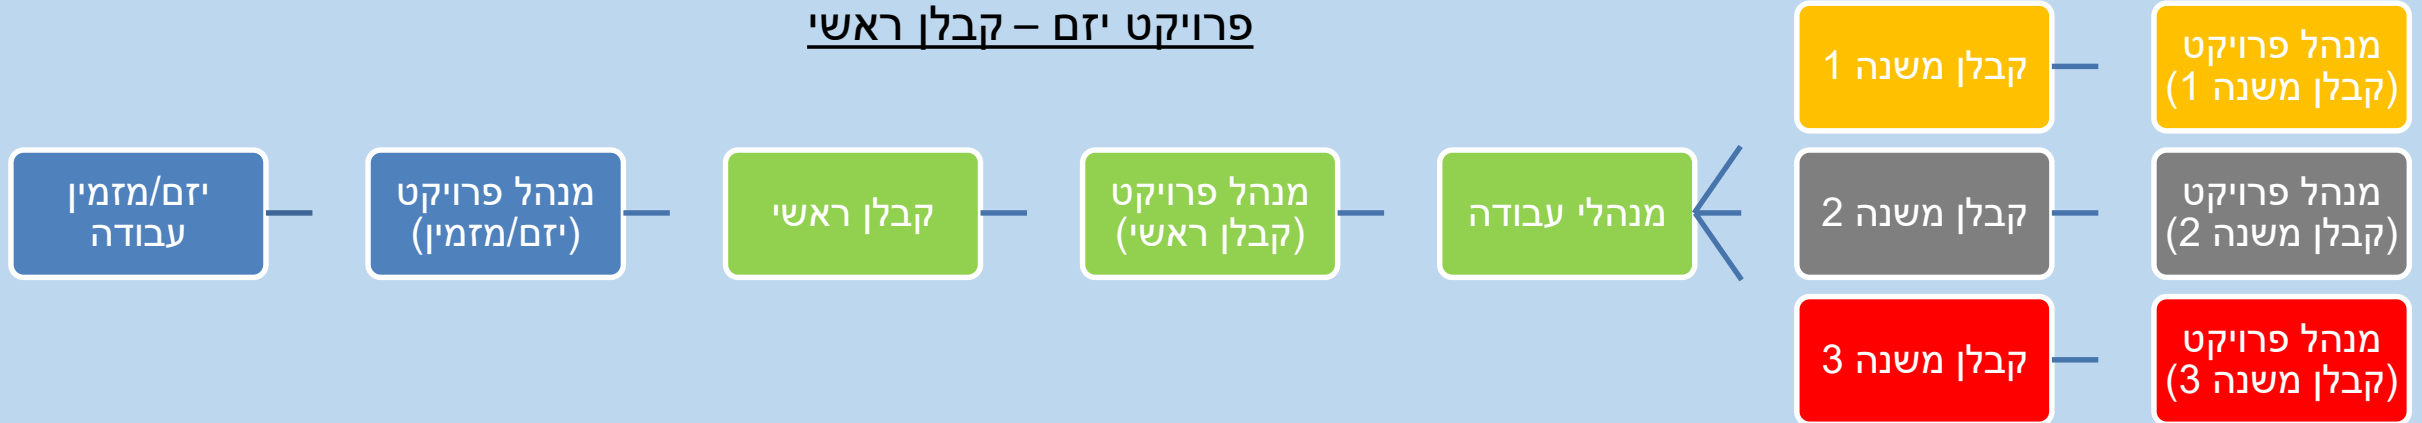 פרויקט יזם – קבלן ראשי
יזם/מזמין
עבודה
מנהל פרויקט
(יזם/מזמין)
קבלן ראשי
מנהל פרויקט
(קבלן ראשי)
מנהלי עבודה
קבלן משנה 1
מנהל פרויקט
(קבלן משנה 1)
קבלן משנה 2
מנהל פרויקט
(קבלן משנה 2)
קבלן משנה 3
מנהל פרויקט
(קבלן משנה 3)